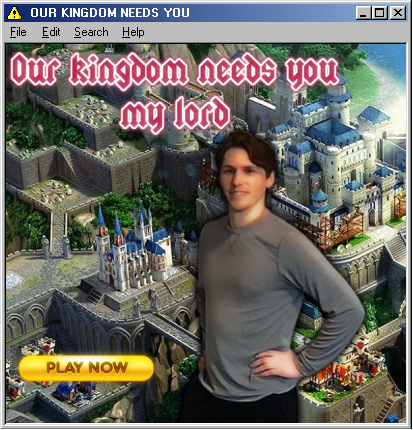 OUR KINGDOM NEEDS YOU
File Edit Search Help
Our kingdom needs you
my lord
PLAY NOW